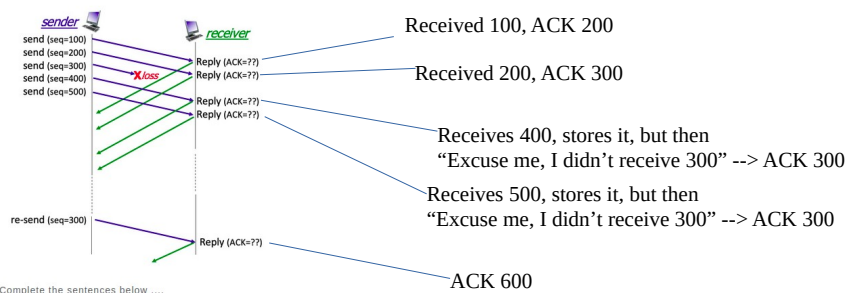 sender
receiver
send (seq=100)
send (seq=200)
send (seq=300)
send (seq=400)
send (seq=500)
X loss
Reply (ACK=??)
Reply (ACK=??)
Reply (ACK=??)
Reply (ACK=??)
re-send (seq=300)
Reply (ACK=??)
Received 100, ACK 200
Received 200, ACK 300
Receives 400, stores it, but then
“Excuse me, I didn’t receive 300” --> ACK 300
Receives 500, stores it, but then
“Excuse me, I didn’t receive 300” --> ACK 300
ACK 600
Complete the sentences below ....